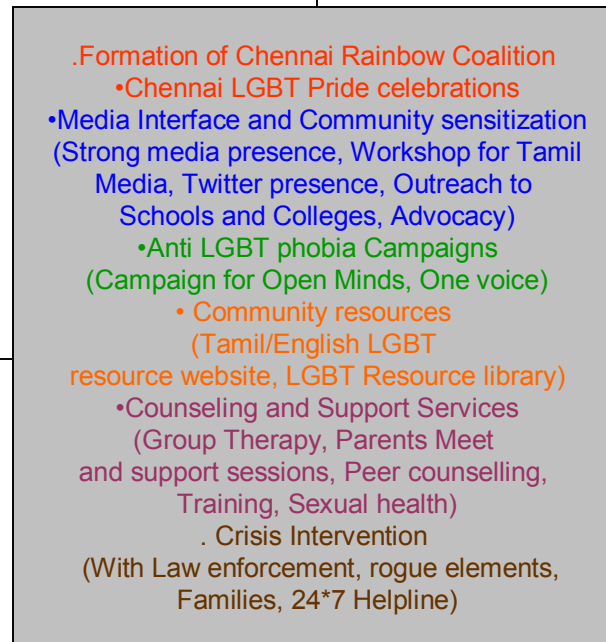 .Formation of Chennai Rainbow Coalition
•Chennai LGBT Pride celebrations
•Media Interface and Community sensitization
(Strong media presence, Workshop for Tamil
Media, Twitter presence, Outreach to
Schools and Colleges, Advocacy)
•Anti LGBT phobia Campaigns
(Campaign for Open Minds, One voice)
• Community resources
(Tamil/English LGBT
resource website, LGBT Resource library)
•Counseling and Support Services
(Group Therapy, Parents Meet
and support sessions, Peer counselling,
Training, Sexual health)
. Crisis Intervention
(With Law enforcement, rogue elements,
Families, 24*7 Helpline)